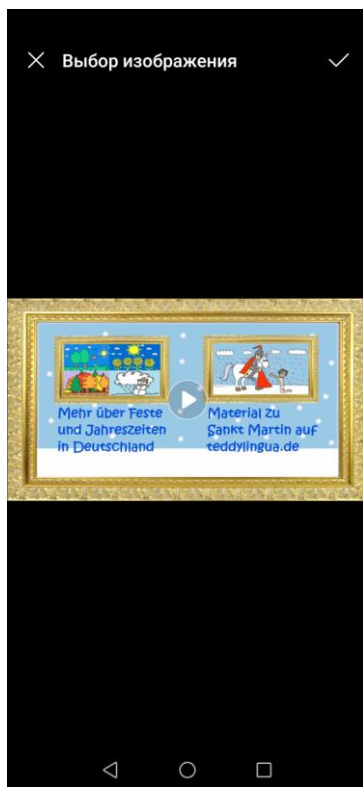 Выбор изображения
Mehr über Feste
und Jahreszeiten
in Deutschland
Material zu
Sankt Martin auf
teddylingua.de